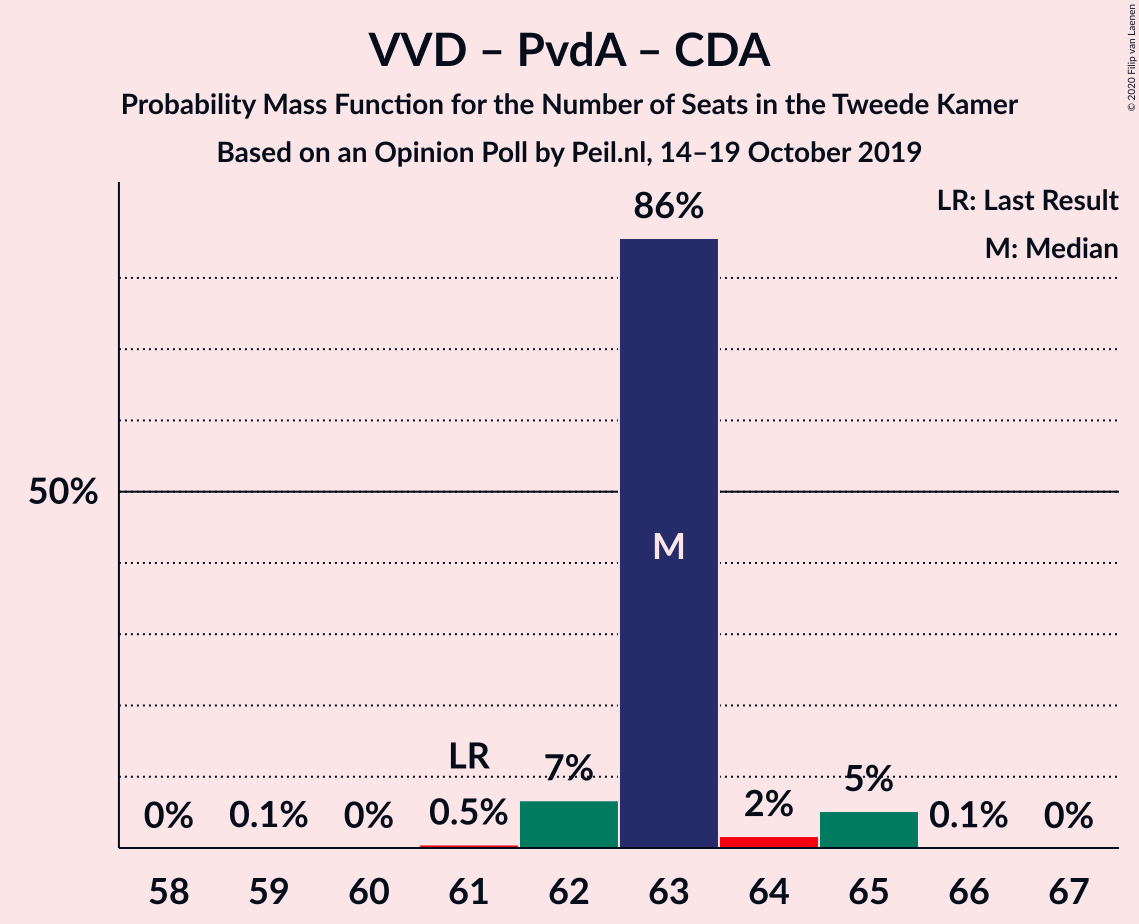 VVD – PvdA – CDA
Probability Mass Function for the Number of Seats in the Tweede Kamer
Based on an Opinion Poll by Peil.nl, 14–19 October 2019
© 2020 Filip van Laenen
LR: Last Result
M: Median
86%
50%
M
LR
0%
0.1%
0%
0.5%
7%
2%
5%
0.1%
0%
58 59 60 61 62 63 64 65 66 67